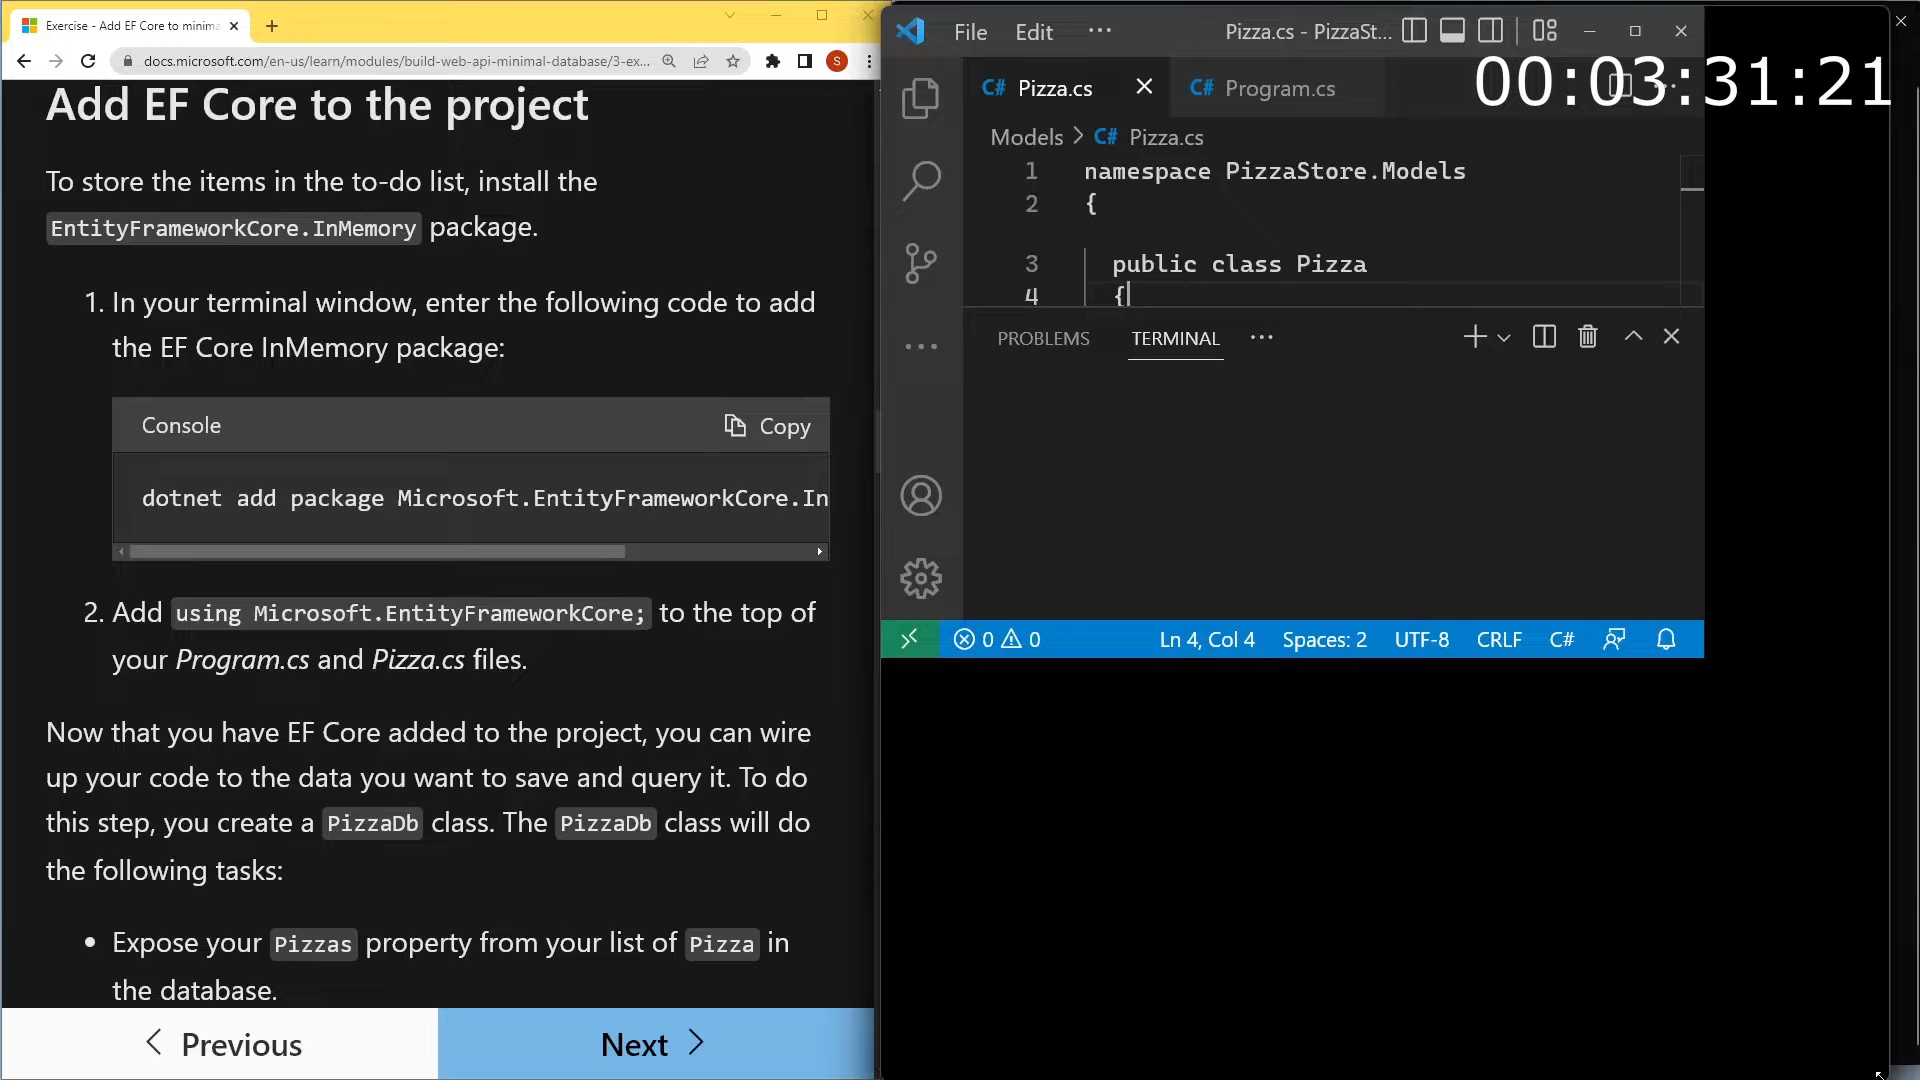 Exercise - Add EF Core to minima
docs.microsoft.com/en-us/learn/modules/build-web-api-minimal-database/3-ex...
S
Add EF Core to the project
To store the items in the to-do list, install the
EntityFrameworkCore.InMemory package.
1. In your terminal window, enter the following code to add
the EF Core InMemory package:
Console
Copy
dotnet add package Microsoft.EntityFrameworkCore.In
2. Add using Microsoft.EntityFrameworkCore; to the top of
your Program.cs and Pizza.cs files.
Now that you have EF Core added to the project, you can wire
up your code to the data you want to save and query it. To do
this step, you create a PizzaDb class. The PizzaDb class will do
the following tasks:
• Expose your Pizzas property from your list of Pizza in
the database.
Previous
Next
File Edit ··· Pizza.cs - PizzaSt...
C# Pizza.cs
C# Program.cs
00:03:31:21
Models > C# Pizza.cs
1 namespace PizzaStore.Models
2 {
3 public class Pizza
4 {
PROBLEMS TERMINAL ···
0 0 Ln 4, Col 4 Spaces: 2 UTF-8 CRLF C#